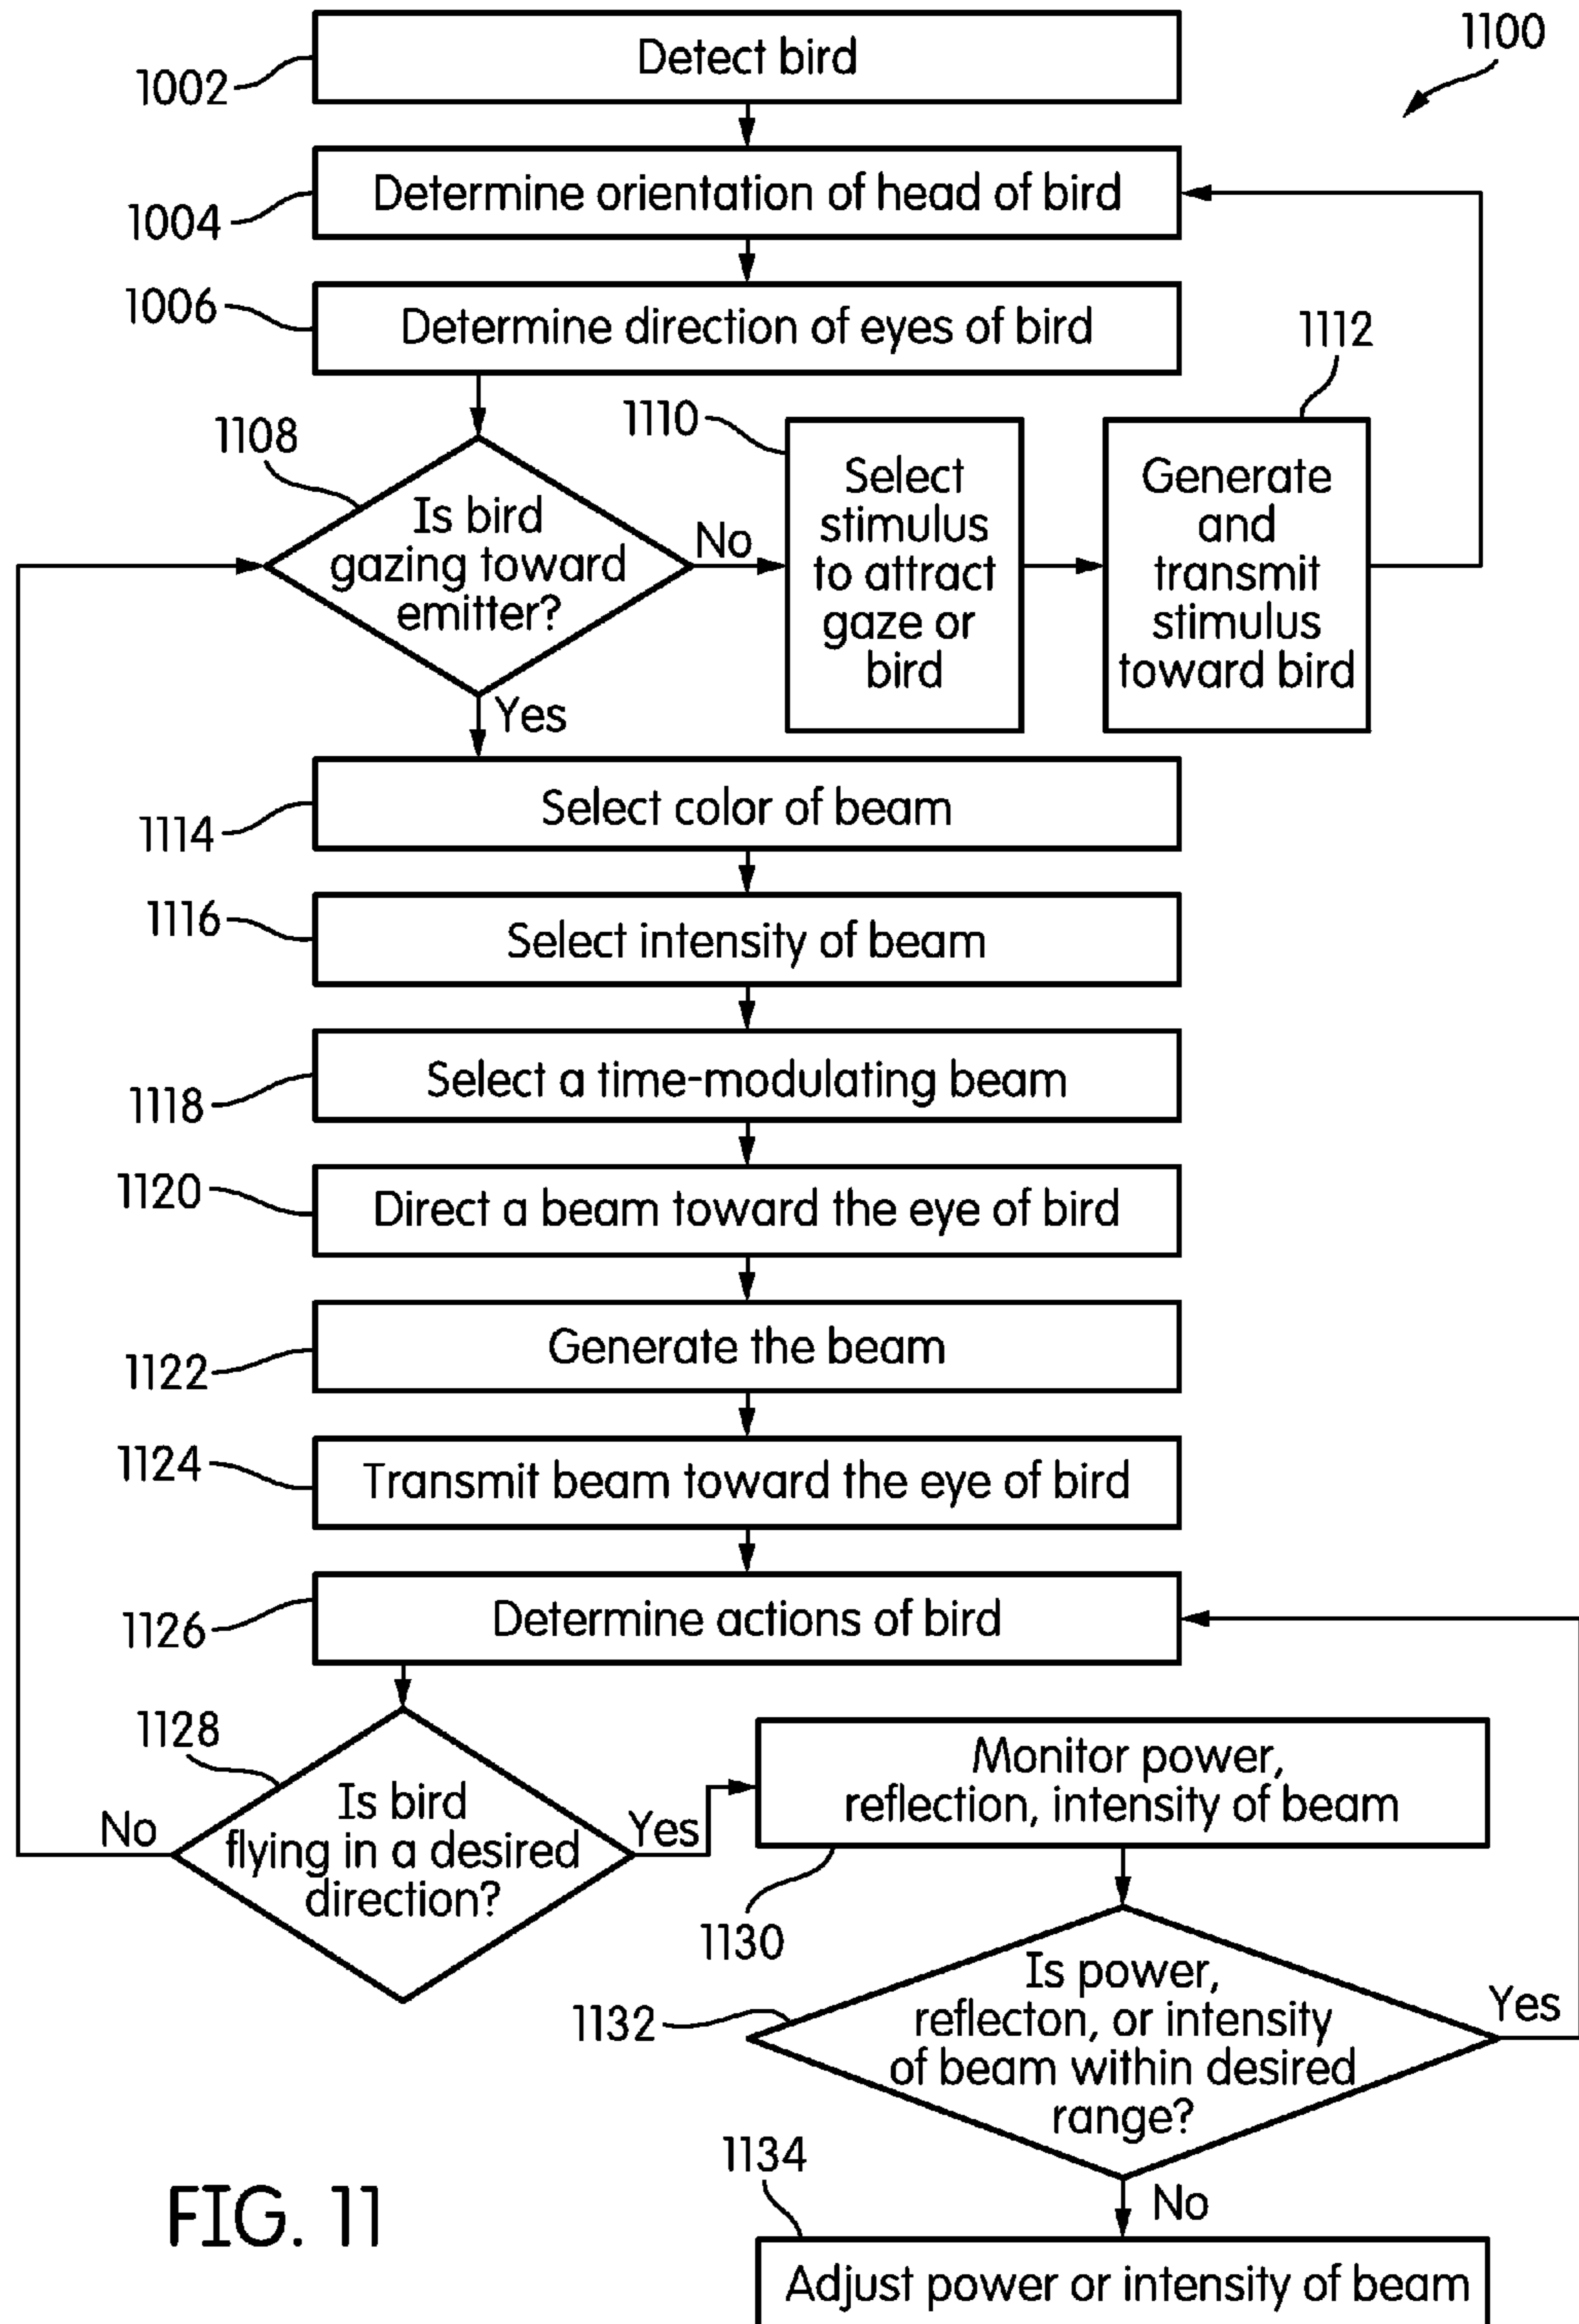 1100
Detect bird
1002
Determine orientation of head of bird
1004
Determine direction of eyes of bird
1006
1108
Is bird
gazing toward
emitter?
No
Yes
1110
Select
stimulus
to attract
gaze or
bird
1112
Generate
and
transmit
stimulus
toward bird
Select color of beam
1114
Select intensity of beam
1116
Select a time-modulating beam
1118
Direct a beam toward the eye of bird
1120
Generate the beam
1122
Transmit beam toward the eye of bird
1124
Determine actions of bird
1126
1128
Is bird
flying in a desired
direction?
No
Yes
Monitor power,
reflection, intensity of beam
1130
1132
Is power,
reflecton, or intensity
of beam within desired
range?
Yes
No
1134
Adjust power or intensity of beam
FIG. 11